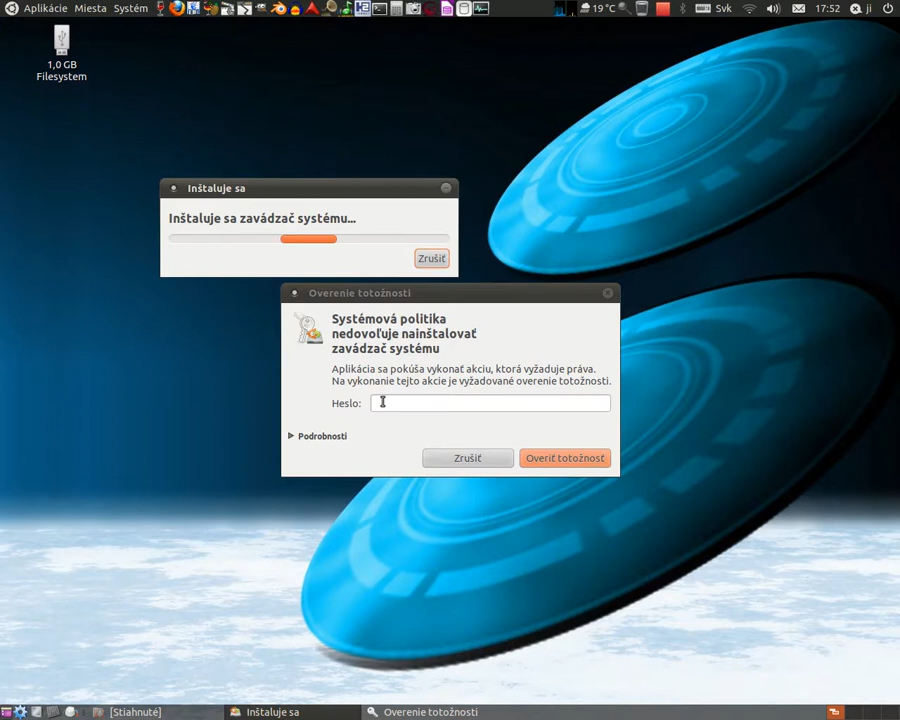 Aplikácie Miesta Systém
19 °C Svk 17:52 ji
1,0 GB
Filesystem
Inštaluje sa
Inštaluje sa zavádzač systému...
Zrušiť
Overenie totožnosti
Systémová politika
nedovoľuje nainštalovať
zavádzač systému
Aplikácia sa pokúša vykonať akciu, ktorá vyžaduje práva.
Na vykonanie tejto akcie je vyžadované overenie totožnosti.
Heslo:
Podrobnosti
Zrušiť Overiť totožnosť
[Stiahnuté] Inštaluje sa Overenie totožnosti